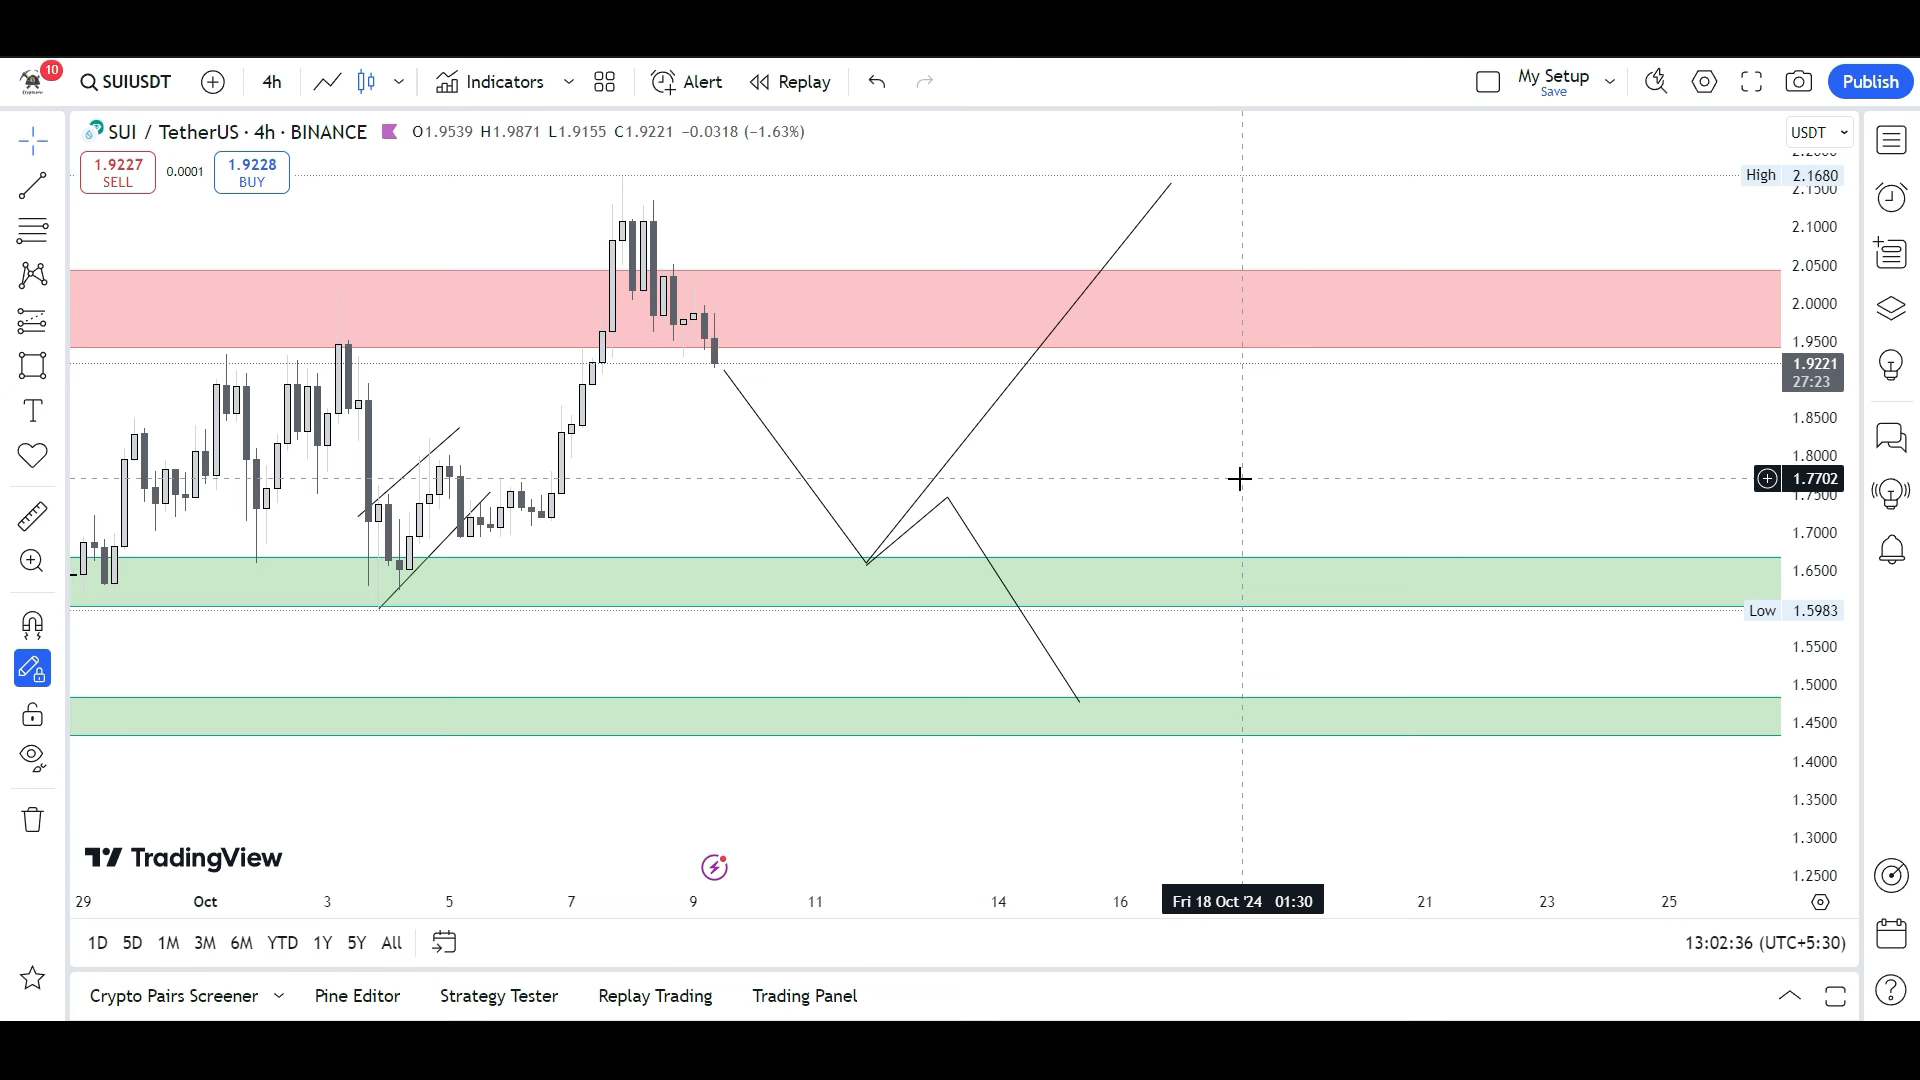 10
SUIUSDT
4h
Indicators
Alert
Replay
My Setup
Save
Publish
SUI / TetherUS · 4h · BINANCE O1.9539 H1.9871 L1.9155 C1.9221 −0.0318 (−1.63%)
USDT
1.9227
SELL
0.0001
1.9228
BUY
High 2.1680
2.1500
2.1000
2.0500
2.0000
1.9500
1.9221
27:23
1.8500
1.8000
1.7702
1.7500
1.7000
1.6500
Low 1.5983
1.5500
1.5000
1.4500
1.4000
1.3500
1.3000
1.2500
TradingView
29 Oct 3 5 7 9 11 14 16 Fri 18 Oct '24 01:30 21 23 25
1D 5D 1M 3M 6M YTD 1Y 5Y All
13:02:36 (UTC+5:30)
Crypto Pairs Screener Pine Editor Strategy Tester Replay Trading Trading Panel